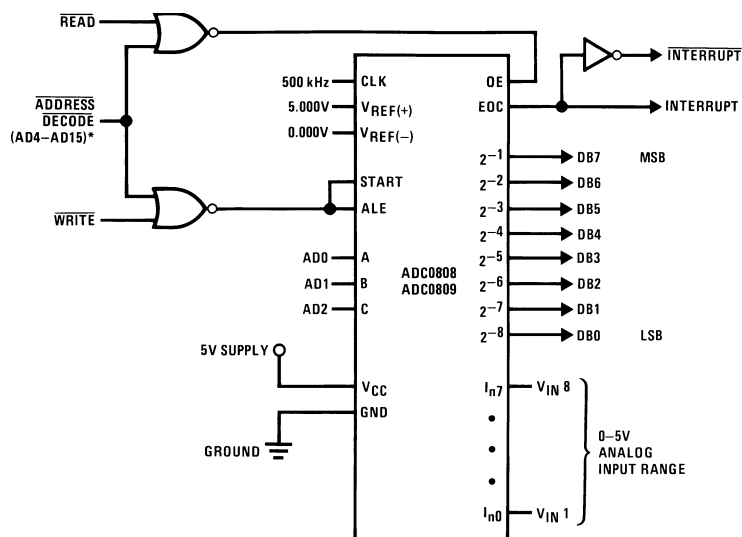 READ
ADDRESS
DECODE
(AD4–AD15)*
WRITE
500 kHz
5.000V
0.000V
CLK
VREF(+)
VREF(−)
START
ALE
AD0
AD1
AD2
A
B
C
5V SUPPLY
VCC
GND
GROUND
ADC0808
ADC0809
OE
EOC
INTERRUPT
INTERRUPT
2−1 DB7 MSB
2−2 DB6
2−3 DB5
2−4 DB4
2−5 DB3
2−6 DB2
2−7 DB1
2−8 DB0 LSB
In7 VIN 8
In0 VIN 1
0–5V
ANALOG
INPUT RANGE